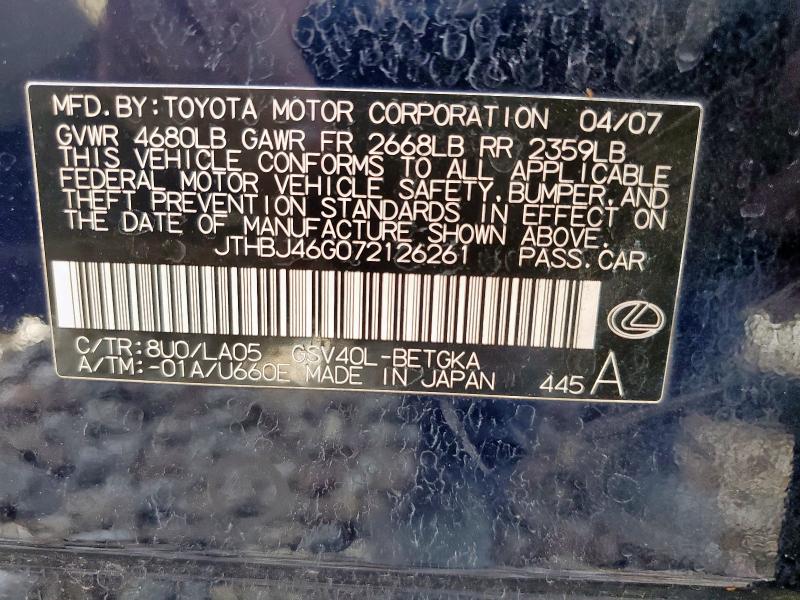 MFD. BY: TOYOTA MOTOR CORPORATION 04/07
GVWR 4680LB GAWR FR 2668LB RR 2359LB
THIS VEHICLE CONFORMS TO ALL APPLICABLE
FEDERAL MOTOR VEHICLE SAFETY, BUMPER, AND
THEFT PREVENTION STANDARDS IN EFFECT ON
THE DATE OF MANUFACTURE SHOWN ABOVE.
JTHBJ46G072126261 PASS. CAR
C/TR: 8U0/LA05 GSV40L-BETGKA
A/TM: -01A/U660E MADE IN JAPAN 445 A